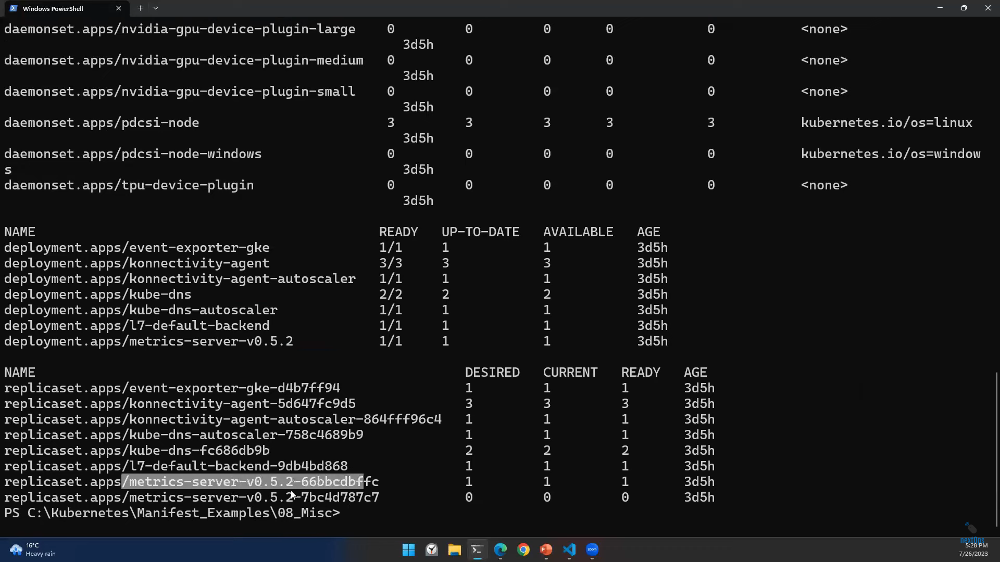 Windows PowerShell
daemonset.apps/nvidia-gpu-device-plugin-large 0 0 0 0 0 <none>
3d5h
daemonset.apps/nvidia-gpu-device-plugin-medium 0 0 0 0 0 <none>
3d5h
daemonset.apps/nvidia-gpu-device-plugin-small 0 0 0 0 0 <none>
3d5h
daemonset.apps/pdcsi-node 3 3 3 3 3 kubernetes.io/os=linux
3d5h
daemonset.apps/pdcsi-node-windows 0 0 0 0 0 kubernetes.io/os=window
s 3d5h
daemonset.apps/tpu-device-plugin 0 0 0 0 0 <none>
3d5h
NAME READY UP-TO-DATE AVAILABLE AGE
deployment.apps/event-exporter-gke 1/1 1 1 3d5h
deployment.apps/konnectivity-agent 3/3 3 3 3d5h
deployment.apps/konnectivity-agent-autoscaler 1/1 1 1 3d5h
deployment.apps/kube-dns 2/2 2 2 3d5h
deployment.apps/kube-dns-autoscaler 1/1 1 1 3d5h
deployment.apps/l7-default-backend 1/1 1 1 3d5h
deployment.apps/metrics-server-v0.5.2 1/1 1 1 3d5h
NAME DESIRED CURRENT READY AGE
replicaset.apps/event-exporter-gke-d4b7ff94 1 1 1 3d5h
replicaset.apps/konnectivity-agent-5d647fc9d5 3 3 3 3d5h
replicaset.apps/konnectivity-agent-autoscaler-864fff96c4 1 1 1 3d5h
replicaset.apps/kube-dns-autoscaler-758c4689b9 1 1 1 3d5h
replicaset.apps/kube-dns-fc686db9b 2 2 2 3d5h
replicaset.apps/l7-default-backend-9db4bd868 1 1 1 3d5h
replicaset.apps/metrics-server-v0.5.2-66bbcdbffc 1 1 1 3d5h
replicaset.apps/metrics-server-v0.5.2-7bc4d787c7 0 0 0 3d5h
PS C:\Kubernetes\Manifest_Examples\08_Misc>
nextOps
16°C
Heavy rain
zoom
5:28 PM
7/26/2023